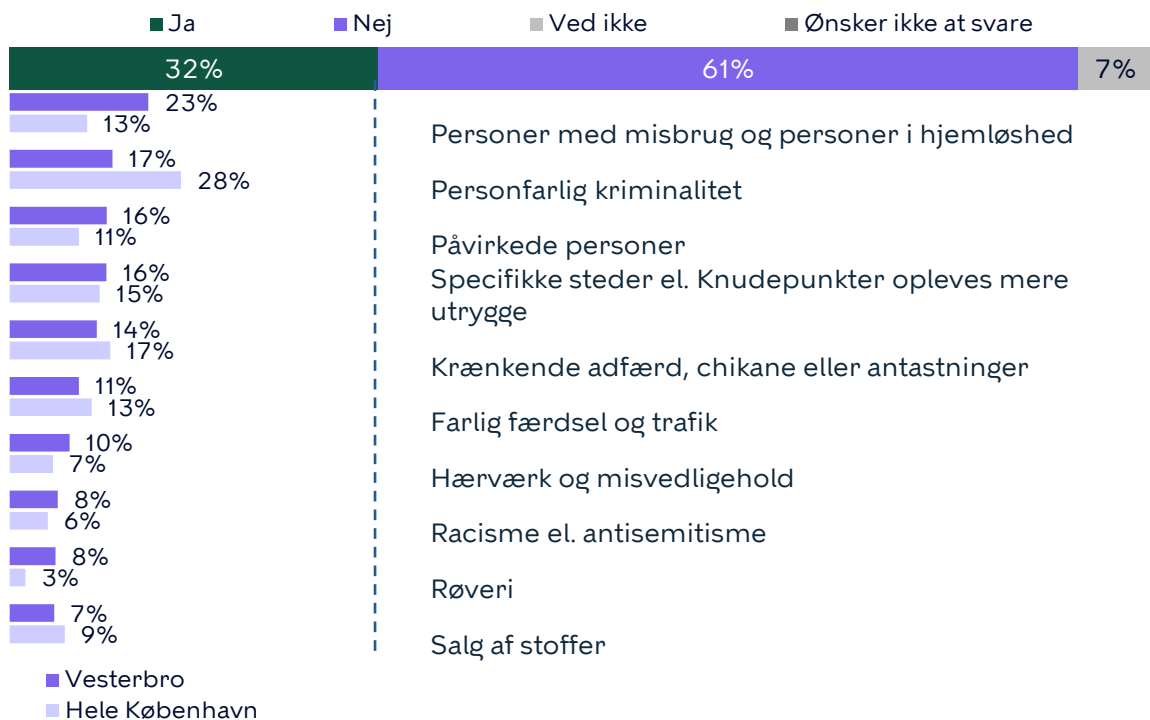 Ja Nej Ved ikke Ønsker ikke at svare
32% 61% 7%
23%
13%
Personer med misbrug og personer i hjemløshed
17%
28%
Personfarlig kriminalitet
16%
11%
Påvirkede personer
16%
15%
Specifikke steder el. Knudepunkter opleves mere
utrygge
14%
17%
Krænkende adfærd, chikane eller antastninger
11%
13%
Farlig færdsel og trafik
10%
7%
Hærværk og misvedligehold
8%
6%
Racisme el. antisemitisme
8%
3%
Røveri
7%
9%
Salg af stoffer
Vesterbro
Hele København